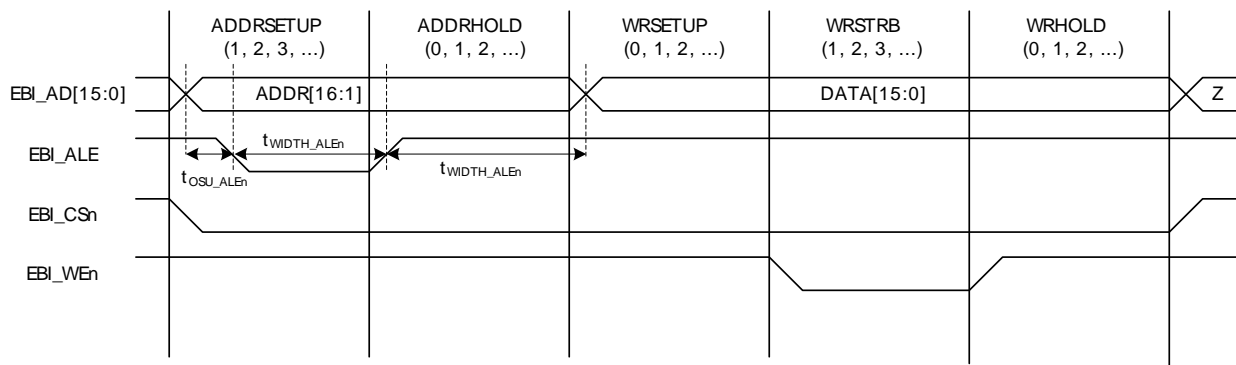 ADDRSETUP ADDRHOLD WRSETUP WRSTRB WRHOLD
(1, 2, 3, ...) (0, 1, 2, ...) (0, 1, 2, ...) (1, 2, 3, ...) (0, 1, 2, ...)
EBI_AD[15:0] ADDR[16:1] DATA[15:0] Z
EBI_ALE tWIDTH_ALEn
tOSU_ALEn tWIDTH_ALEn
EBI_CSn
EBI_WEn